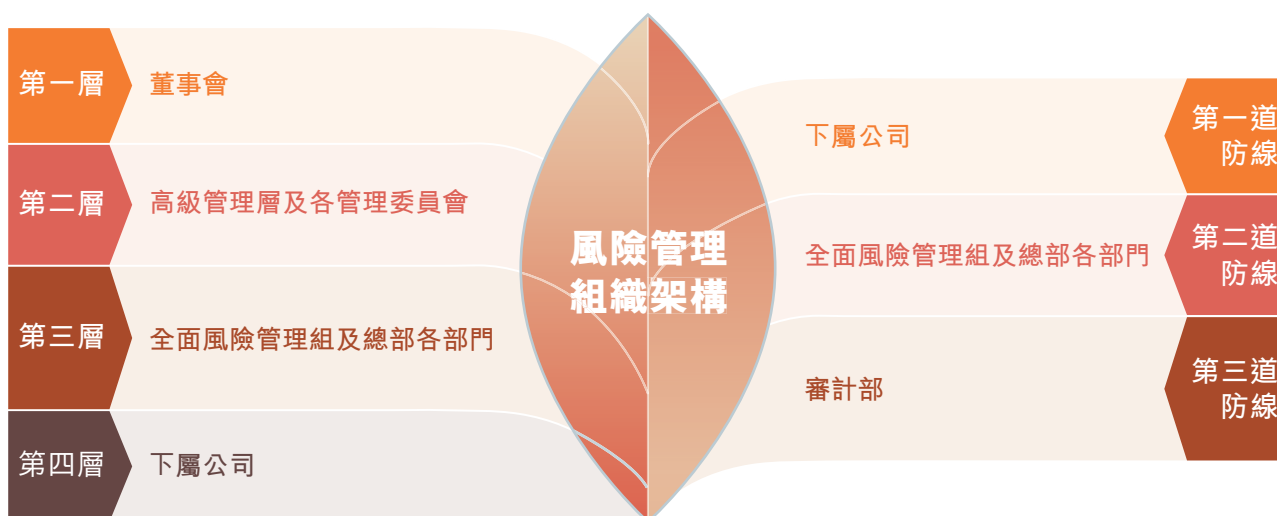 第一層
董事會
第二層
高級管理層及各管理委員會
第三層
全面風險管理組及總部各部門
第四層
下屬公司
風險管理
組織架構
下屬公司
第一道
防線
全面風險管理組及總部各部門
第二道
防線
審計部
第三道
防線